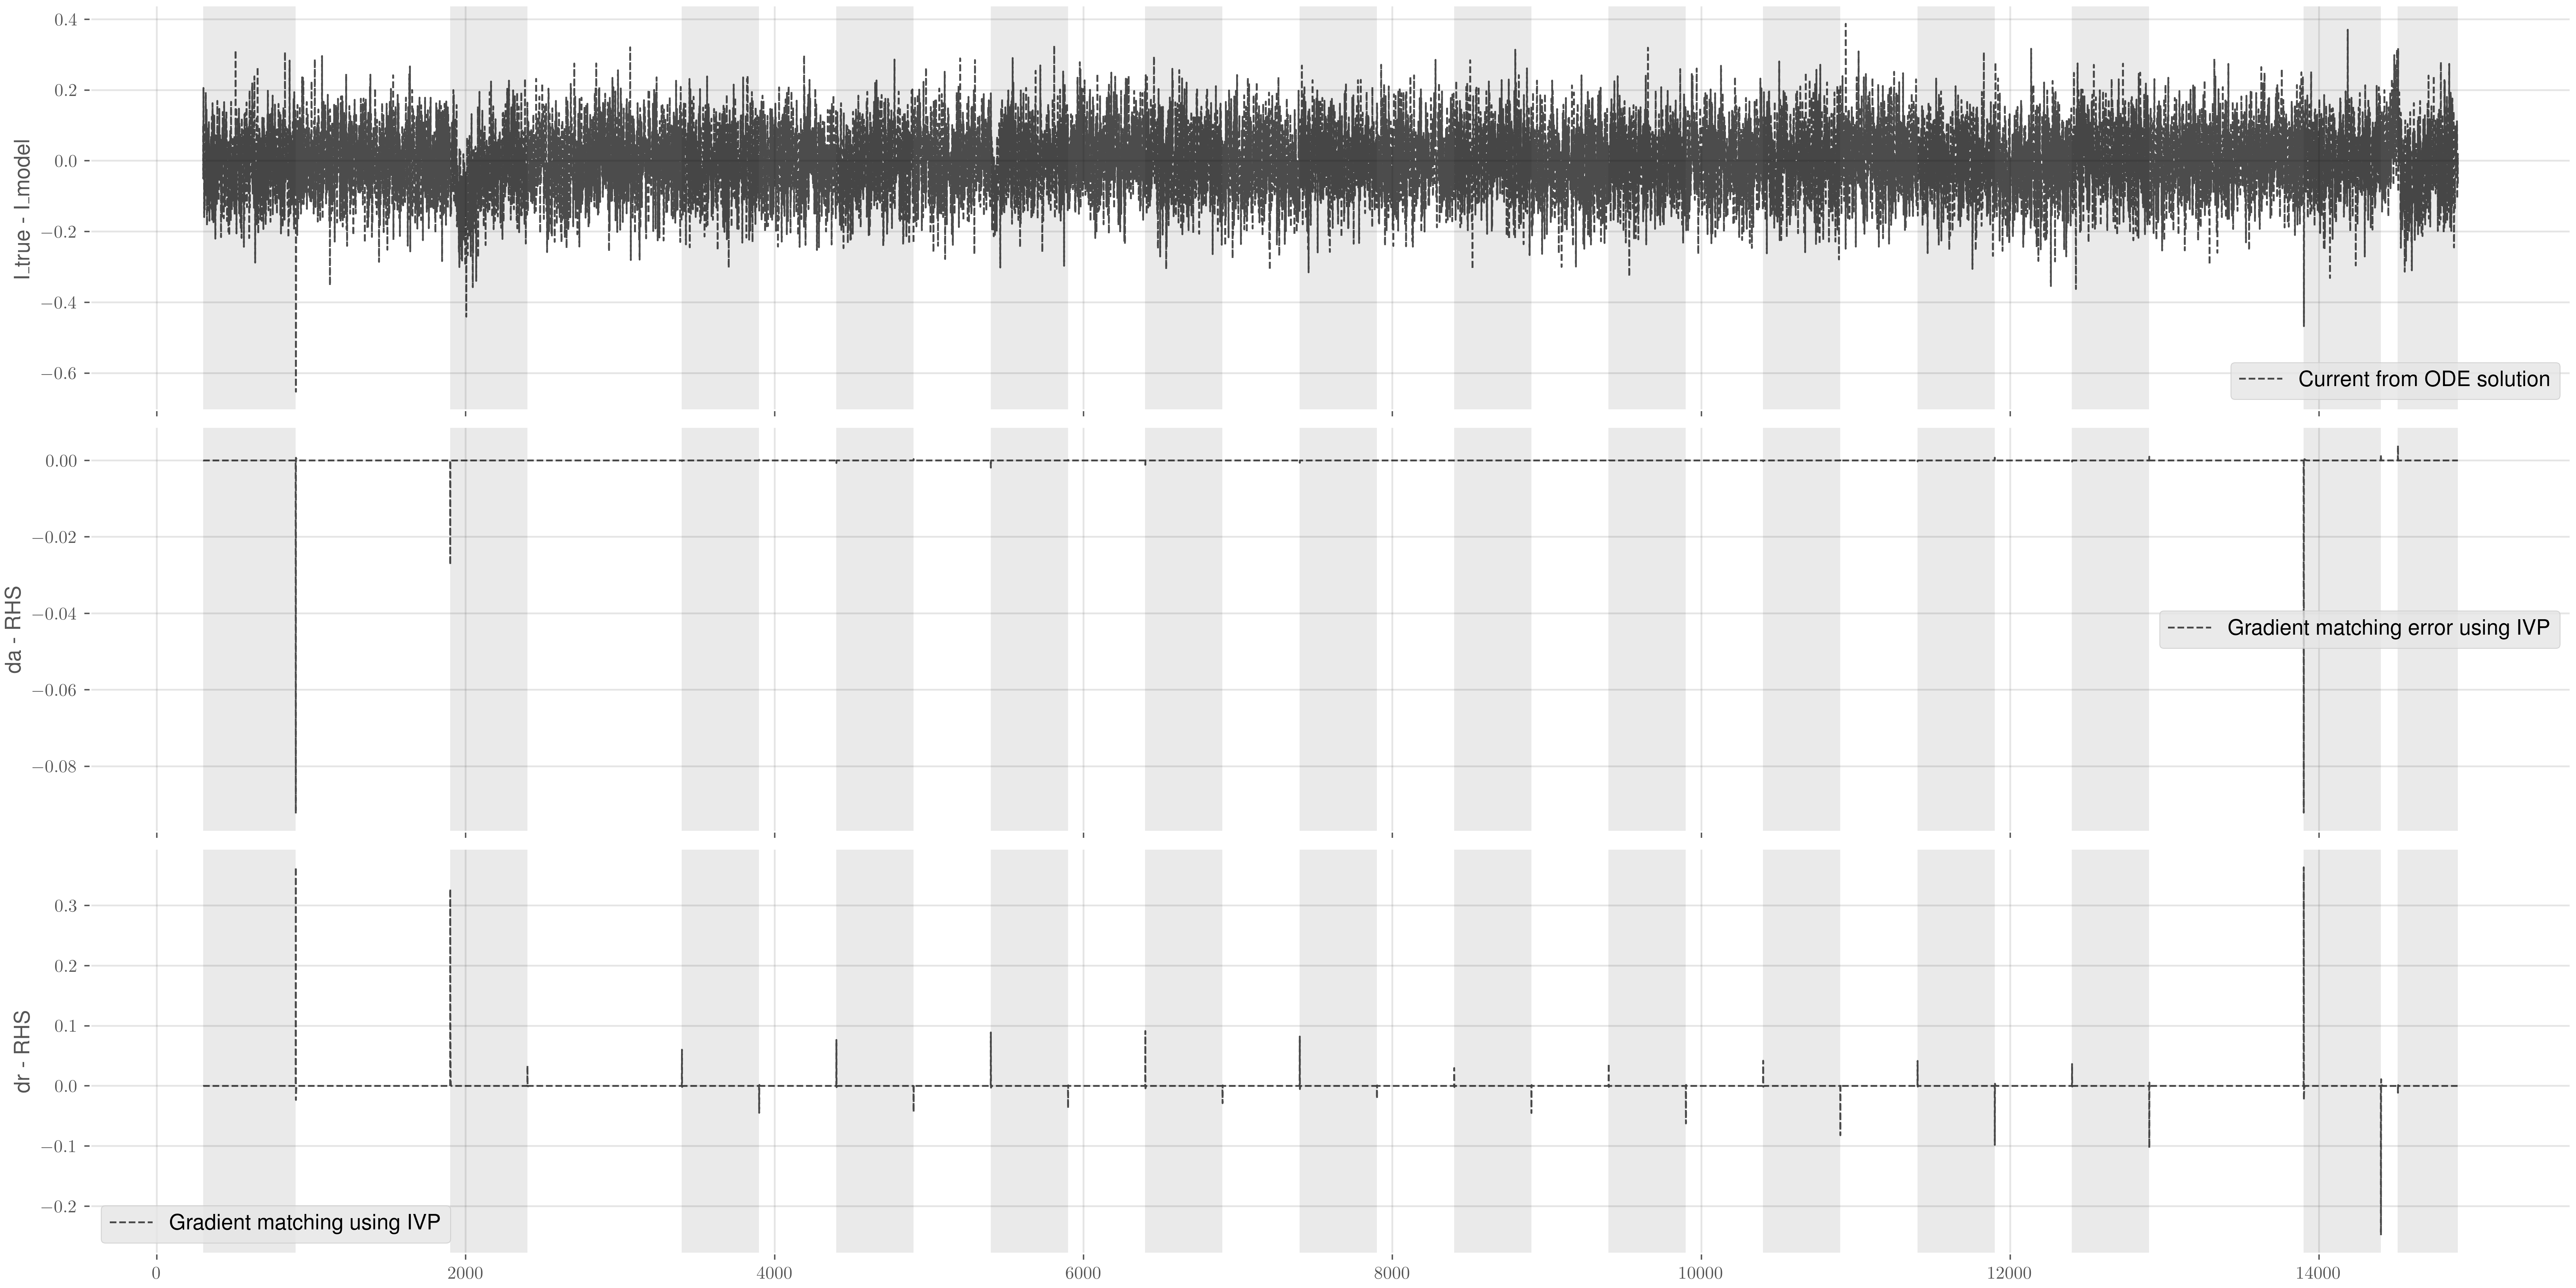 0.4
0.2
0.0
−0.2
−0.4
−0.6
I_true - I_model
Current from ODE solution
0.00
−0.02
−0.04
−0.06
−0.08
da - RHS
Gradient matching error using IVP
0.3
0.2
0.1
0.0
−0.1
−0.2
dr - RHS
Gradient matching using IVP
0 2000 4000 6000 8000 10000 12000 14000